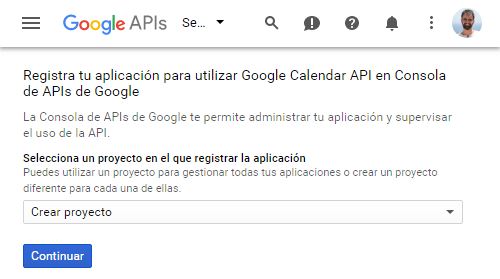 Google APIs Se...
Registra tu aplicación para utilizar Google Calendar API en Consola
de APIs de Google
La Consola de APIs de Google te permite administrar tu aplicación y supervisar
el uso de la API.
Selecciona un proyecto en el que registrar la aplicación
Puedes utilizar un proyecto para gestionar todas tus aplicaciones o crear un proyecto
diferente para cada una de ellas.
Crear proyecto
Continuar